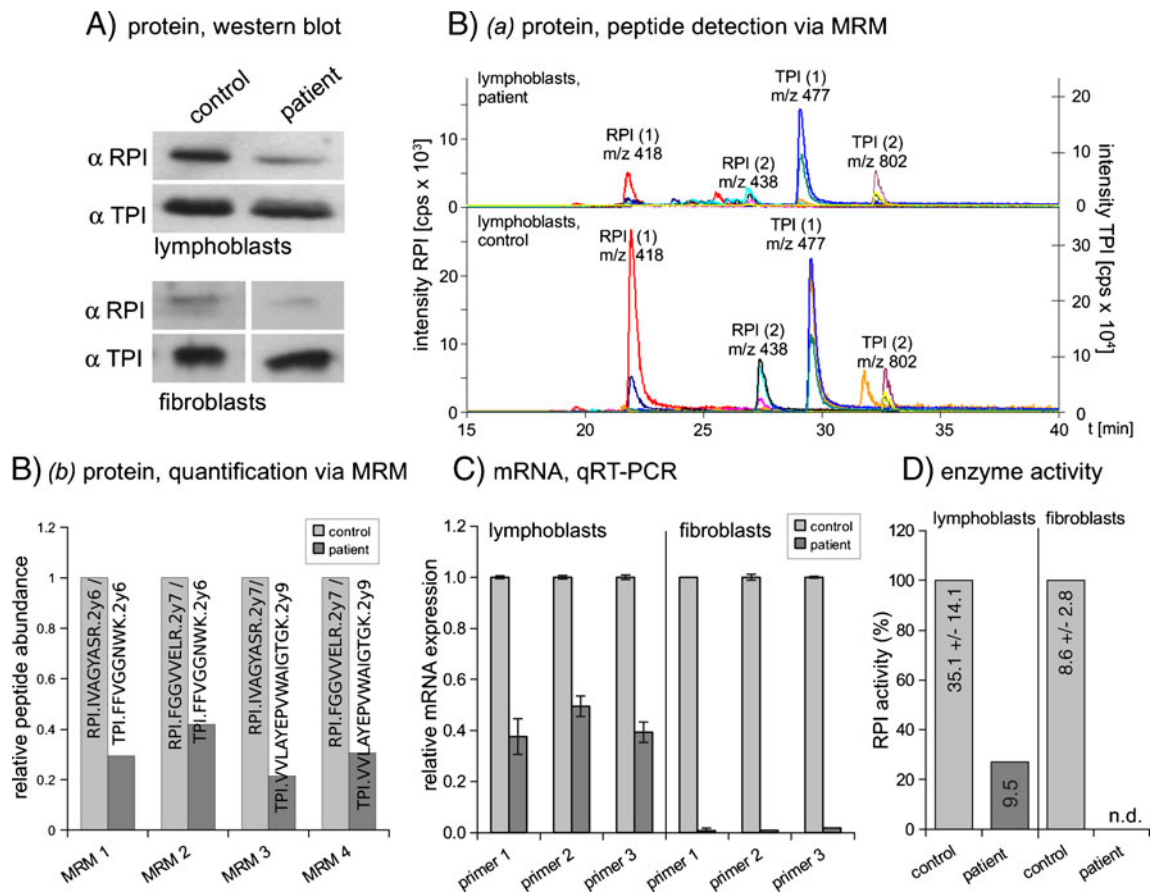 A) protein, western blot
control patient
α RPI
α TPI
lymphoblasts
α RPI
α TPI
fibroblasts
B) (a) protein, peptide detection via MRM
lymphoblasts,
patient
TPI (1)
m/z 477
RPI (1)
m/z 418
RPI (2)
m/z 438
TPI (2)
m/z 802
10
0
20
10
0
lymphoblasts,
control
RPI (1)
m/z 418
TPI (1)
m/z 477
RPI (2)
m/z 438
TPI (2)
m/z 802
20
10
0
30
20
10
0
intensity RPI [cps x 10³]
intensity TPI [cps x 10⁴]
15 20 25 30 35 40 t [min]
B) (b) protein, quantification via MRM
control
patient
relative peptide abundance
1.2
1
0.8
0.6
0.4
0.2
0
RPI.IVAGYASR.2y6 /
TPI.FFVGGNWK.2y6
RPI.FGGVVELR.2y7 /
TPI.FFVGGNWK.2y6
RPI.IVAGYASR.2y7/
TPI.VVLAYEPVWAIGTGK.2y9
RPI.FGGVVELR.2y7 /
TPI.VVLAYEPVWAIGTGK.2y9
MRM 1 MRM 2 MRM 3 MRM 4
C) mRNA, qRT-PCR
lymphoblasts fibroblasts
control
patient
relative mRNA expression
1.2
1.0
0.8
0.6
0.4
0.2
0.0
primer 1 primer 2 primer 3 primer 1 primer 2 primer 3
D) enzyme activity
lymphoblasts fibroblasts
RPI activity (%)
120
100
80
60
40
20
0
35.1 +/- 14.1
9.5
8.6 +/- 2.8
n.d.
control patient control patient